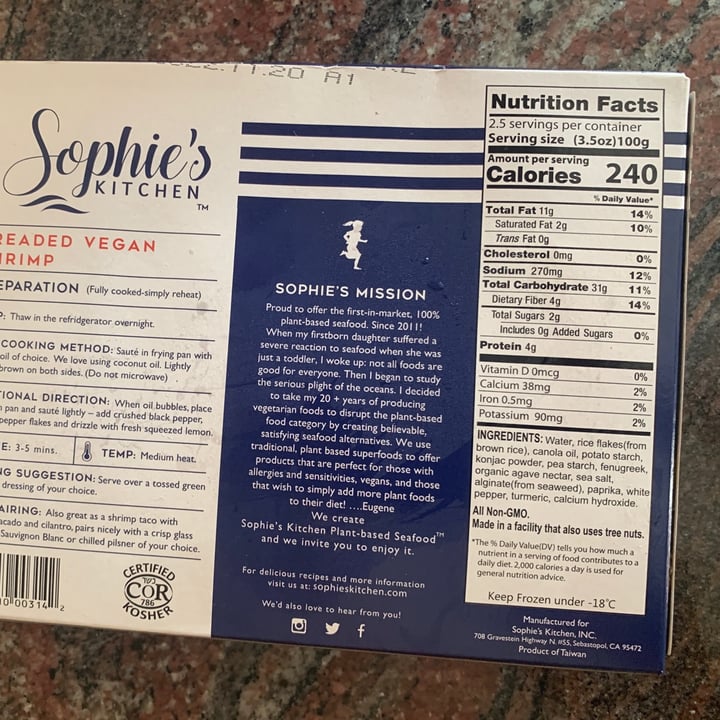 A1
Sophie's
KITCHEN
TM
READED VEGAN
HRIMP
EPARATION (Fully cooked-simply reheat)
P: Thaw in the refridgerator overnight.
COOKING METHOD: Sauté in frying pan with
oil of choice. We love using coconut oil. Lightly
brown on both sides. (Do not microwave)
IONAL DIRECTION: When oil bubbles, place
n pan and sauté lightly – add crushed black pepper,
pepper flakes and drizzle with fresh squeezed lemon.
E: 3-5 mins.
TEMP: Medium heat.
NG SUGGESTION: Serve over a tossed green
dressing of your choice.
AIRING: Also great as a shrimp taco with
acado and cilantro, pairs nicely with a crisp glass
Sauvignon Blanc or chilled pilsner of your choice.
CERTIFIED
COR
786
KOSHER
SOPHIE'S MISSION
Proud to offer the first-in-market, 100%
plant-based seafood. Since 2011!
When my firstborn daughter suffered a
severe reaction to seafood when she was
just a toddler, I woke up: not all foods are
good for everyone. Then I began to study
the serious plight of the oceans. I decided
to take my 20 + years of producing
vegetarian foods to disrupt the plant-based
food category by creating believable,
satisfying seafood alternatives. We use
traditional, plant based superfoods to offer
products that are perfect for those with
allergies and sensitivities, vegans, and those
that wish to simply add more plant foods
to their diet! ....Eugene
We create
Sophie's Kitchen Plant-based Seafood™
and we invite you to enjoy it.
For delicious recipes and more information
visit us at: sophieskitchen.com
We'd also love to hear from you!
Nutrition Facts
2.5 servings per container
Serving size (3.5oz)100g
Amount per serving
Calories 240
% Daily Value*
Total Fat 11g 14%
Saturated Fat 2g 10%
Trans Fat 0g
Cholesterol 0mg 0%
Sodium 270mg 12%
Total Carbohydrate 31g 11%
Dietary Fiber 4g 14%
Total Sugars 2g
Includes 0g Added Sugars 0%
Protein 4g
Vitamin D 0mcg 0%
Calcium 38mg 2%
Iron 0.5mg 2%
Potassium 90mg 2%
INGREDIENTS: Water, rice flakes(from
brown rice), canola oil, potato starch,
konjac powder, pea starch, fenugreek,
organic agave nectar, sea salt,
alginate(from seaweed), paprika, white
pepper, turmeric, calcium hydroxide.
All Non-GMO.
Made in a facility that also uses tree nuts.
*The % Daily Value(DV) tells you how much a
nutrient in a serving of food contributes to a
daily diet. 2,000 calories a day is used for
general nutrition advice.
Keep Frozen under -18℃
Manufactured for
Sophie's Kitchen, INC.
708 Gravestein Highway N. #55, Sebastopol, CA 95472
Product of Taiwan